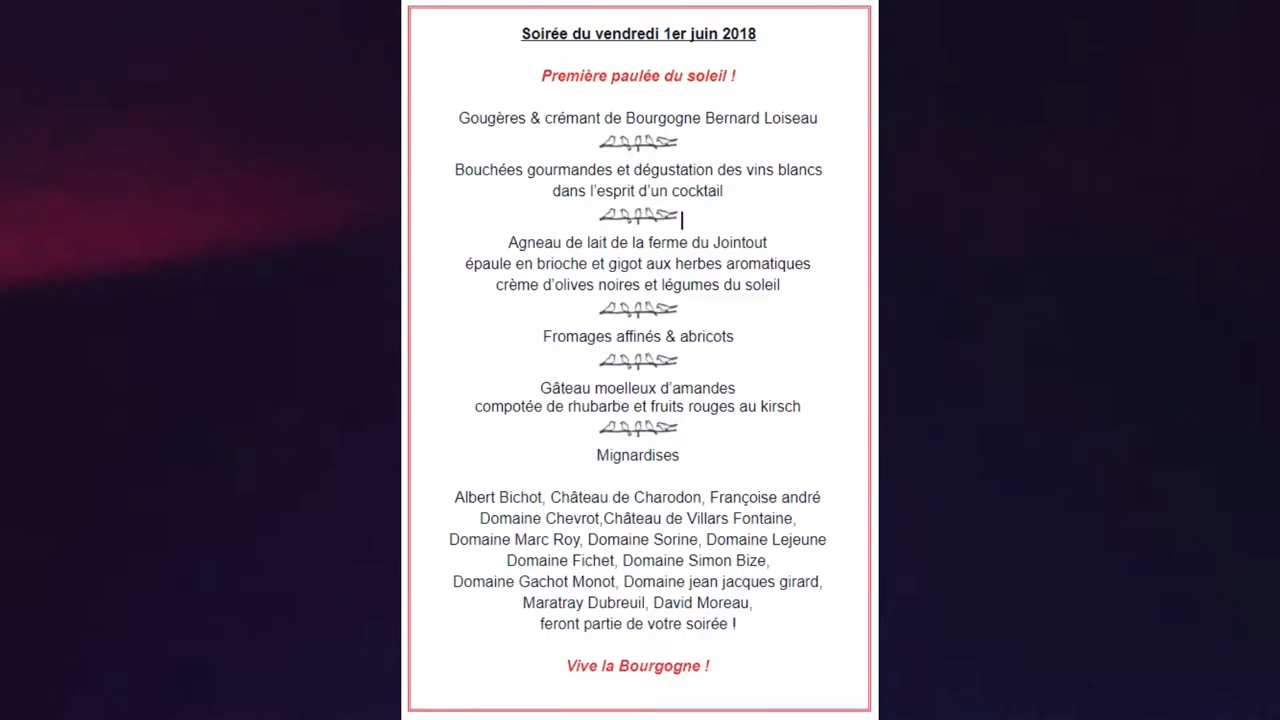 Soirée du vendredi 1er juin 2018
Première paulée du soleil !
Gougères & crémant de Bourgogne Bernard Loiseau
Bouchées gourmandes et dégustation des vins blancs
dans l’esprit d’un cocktail
Agneau de lait de la ferme du Jointout
épaule en brioche et gigot aux herbes aromatiques
crème d’olives noires et légumes du soleil
Fromages affinés & abricots
Gâteau moelleux d’amandes
compotée de rhubarbe et fruits rouges au kirsch
Mignardises
Albert Bichot, Château de Charodon, Françoise andré
Domaine Chevrot,Château de Villars Fontaine,
Domaine Marc Roy, Domaine Sorine, Domaine Lejeune
Domaine Fichet, Domaine Simon Bize,
Domaine Gachot Monot, Domaine jean jacques girard,
Maratray Dubreuil, David Moreau,
feront partie de votre soirée !
Vive la Bourgogne !